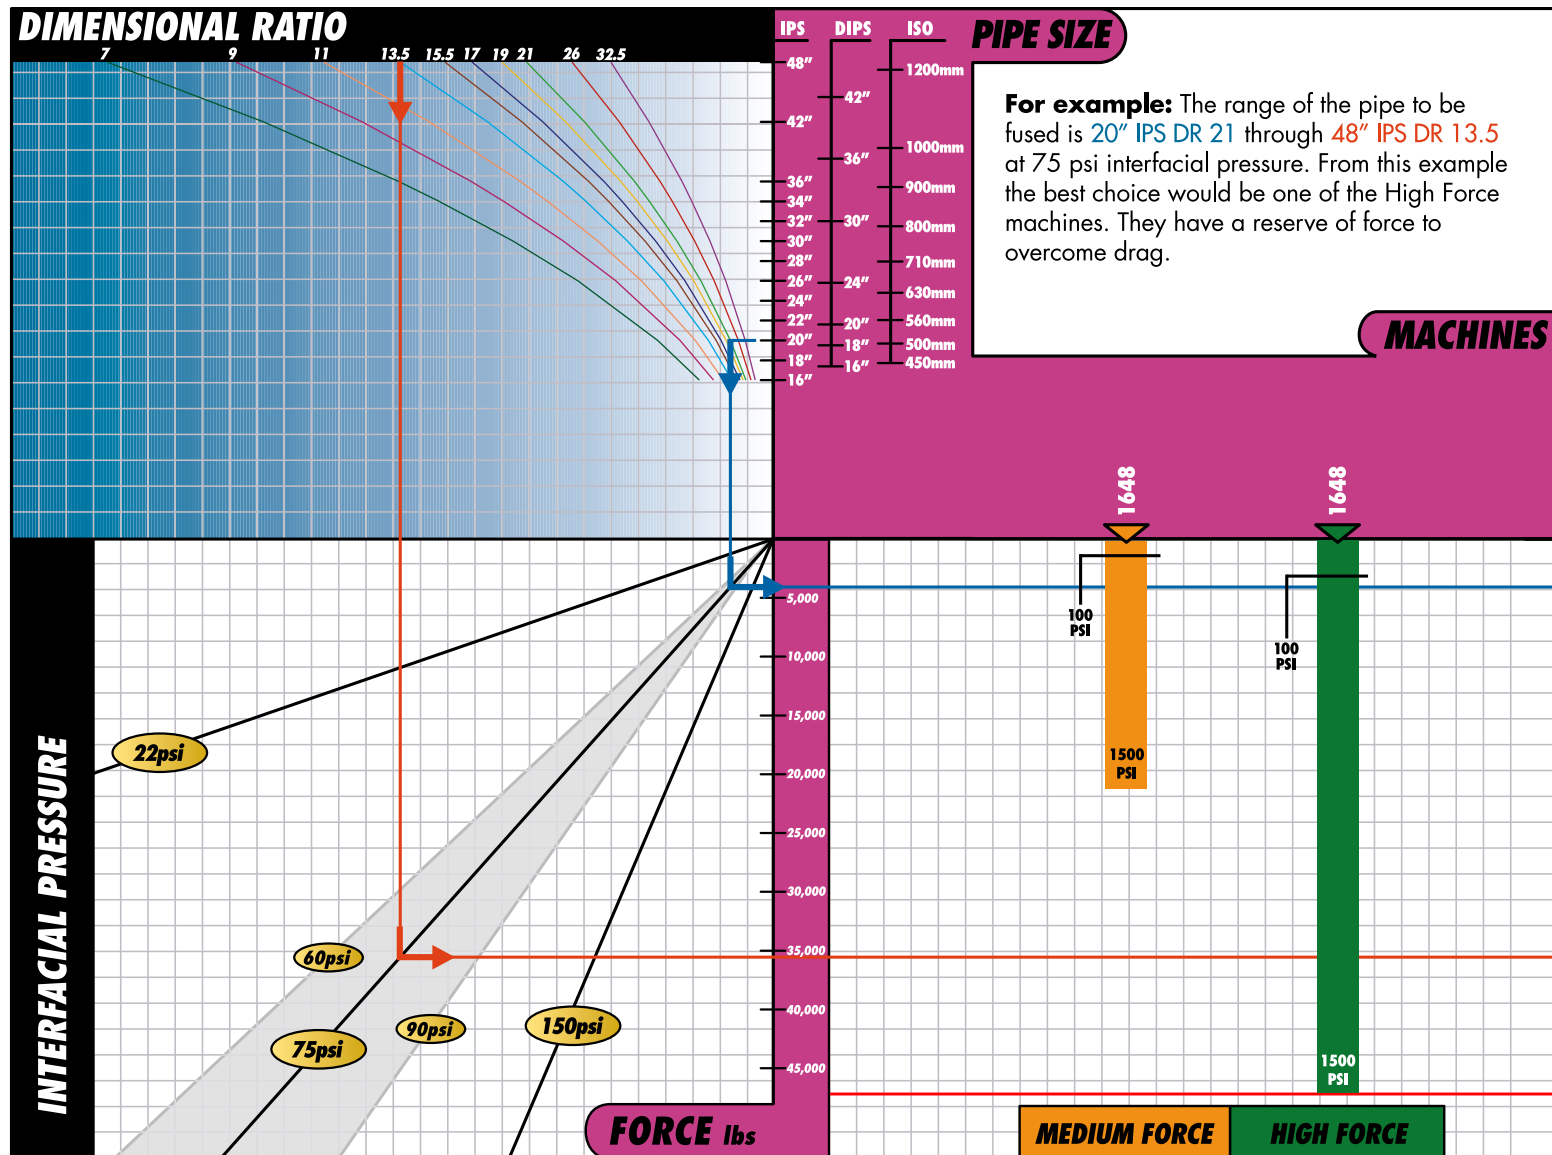 DIMENSIONAL RATIO
7 9 11 13.5 15.5 17 19 21 26 32.5
IPS DIPS ISO
48"
42"
36"
34"
32"
30"
28"
26"
24"
22"
20"
18"
16"
42"
36"
30"
24"
20"
18"
16"
1200mm
1000mm
900mm
800mm
710mm
630mm
560mm
500mm
450mm
PIPE SIZE
For example: The range of the pipe to be
fused is 20" IPS DR 21 through 48" IPS DR 13.5
at 75 psi interfacial pressure. From this example
the best choice would be one of the High Force
machines. They have a reserve of force to
overcome drag.
MACHINES
1648
1648
100
PSI
100
PSI
1500
PSI
1500
PSI
INTERFACIAL PRESSURE
22psi
60psi
75psi
90psi
150psi
5,000
10,000
15,000
20,000
25,000
30,000
35,000
40,000
45,000
FORCE lbs
MEDIUM FORCE
HIGH FORCE